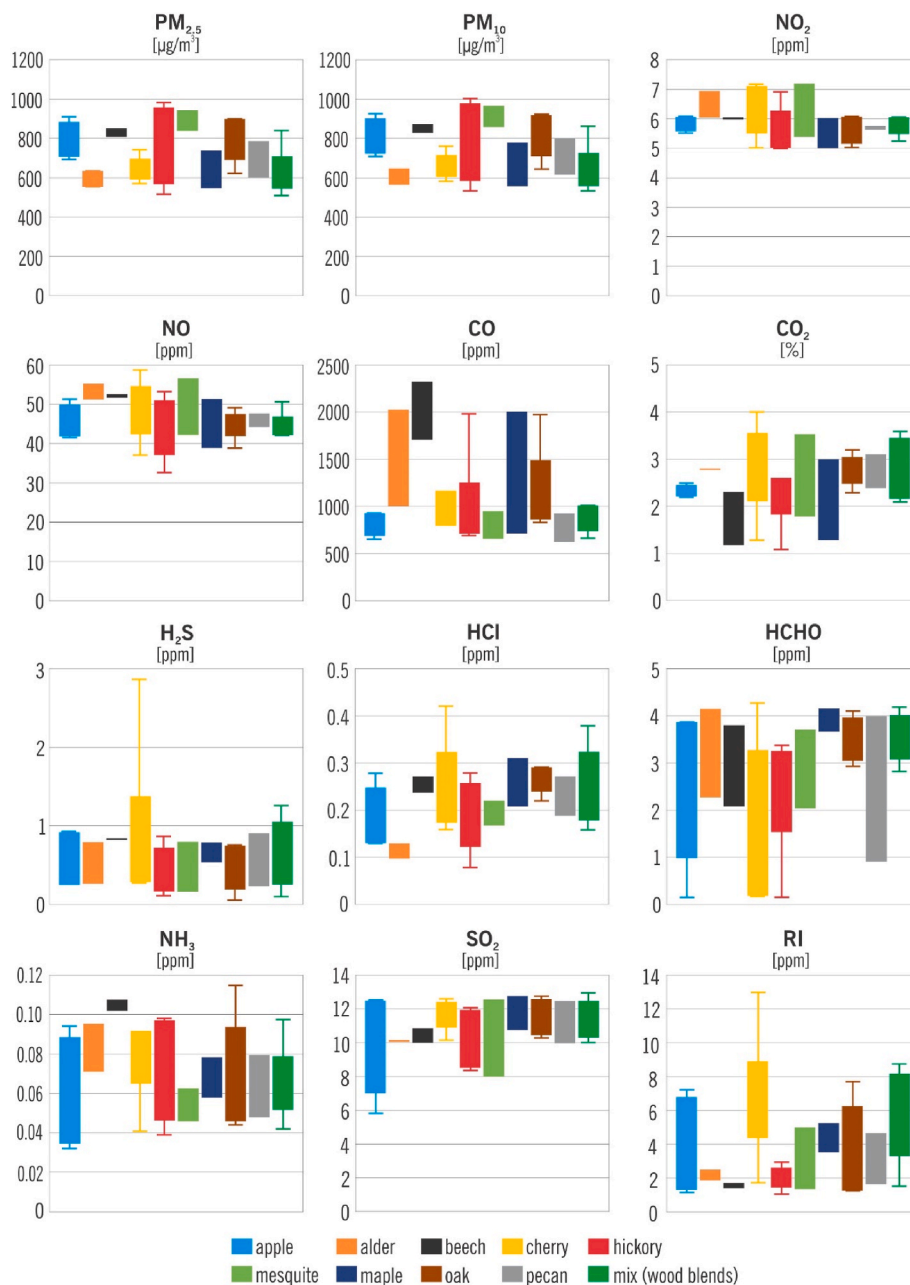 PM₂.₅ PM₁₀ NO₂
[µg/m³] [µg/m³] [ppm]
1200 1200 8
1000 1000 7
800 800 6
600 600 5
400 400 4
200 200 3
0 0 2
1
0
NO CO CO₂
[ppm] [ppm] [%]
60 2500 5
50 2000 4
40 1500 3
30 1000 2
20 500 1
10 0 0
0
H₂S HCl HCHO
[ppm] [ppm] [ppm]
3 0.5 5
2 0.4 4
1 0.3 3
0 0.2 2
0.1 1
0 0
NH₃ SO₂ RI
[ppm] [ppm] [ppm]
0.12 14 14
0.10 12 12
0.08 10 10
0.06 8 8
0.04 6 6
0.02 4 4
0.00 2 2
0 0
apple alder beech cherry hickory
mesquite maple oak pecan mix (wood blends)